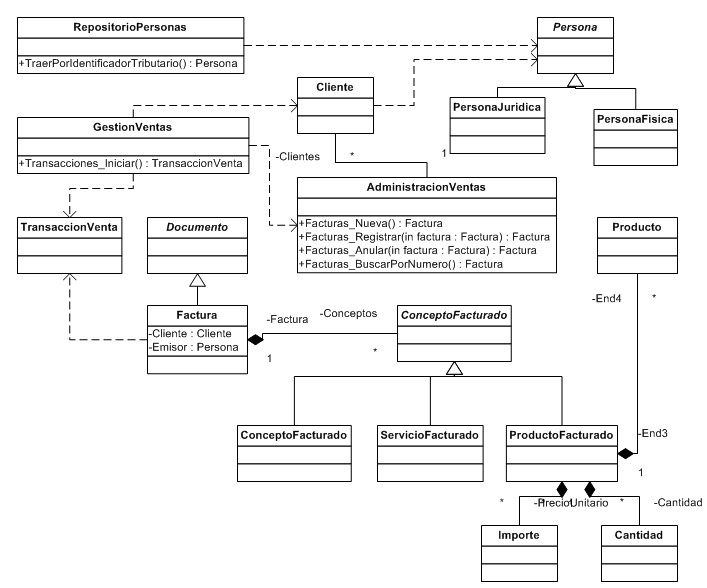 RepositorioPersonas
+TraerPorIdentificadorTributario() : Persona
Persona
Cliente
PersonaJuridica
PersonaFisica
GestionVentas
+Transacciones_Iniciar() : TransaccionVenta
-Clientes
*
1
AdministracionVentas
+Facturas_Nueva() : Factura
+Facturas_Registrar(in factura : Factura) : Factura
+Facturas_Anular(in factura : Factura) : Factura
+Facturas_BuscarPorNumero() : Factura
TransaccionVenta
Documento
Producto
-End4
*
Factura
-Cliente : Cliente
-Emisor : Persona
-Factura
1
-Conceptos
*
ConceptoFacturado
ConceptoFacturado
ServicioFacturado
ProductoFacturado
-End3
1
*
-PrecioUnitario
*
-Cantidad
Importe
Cantidad